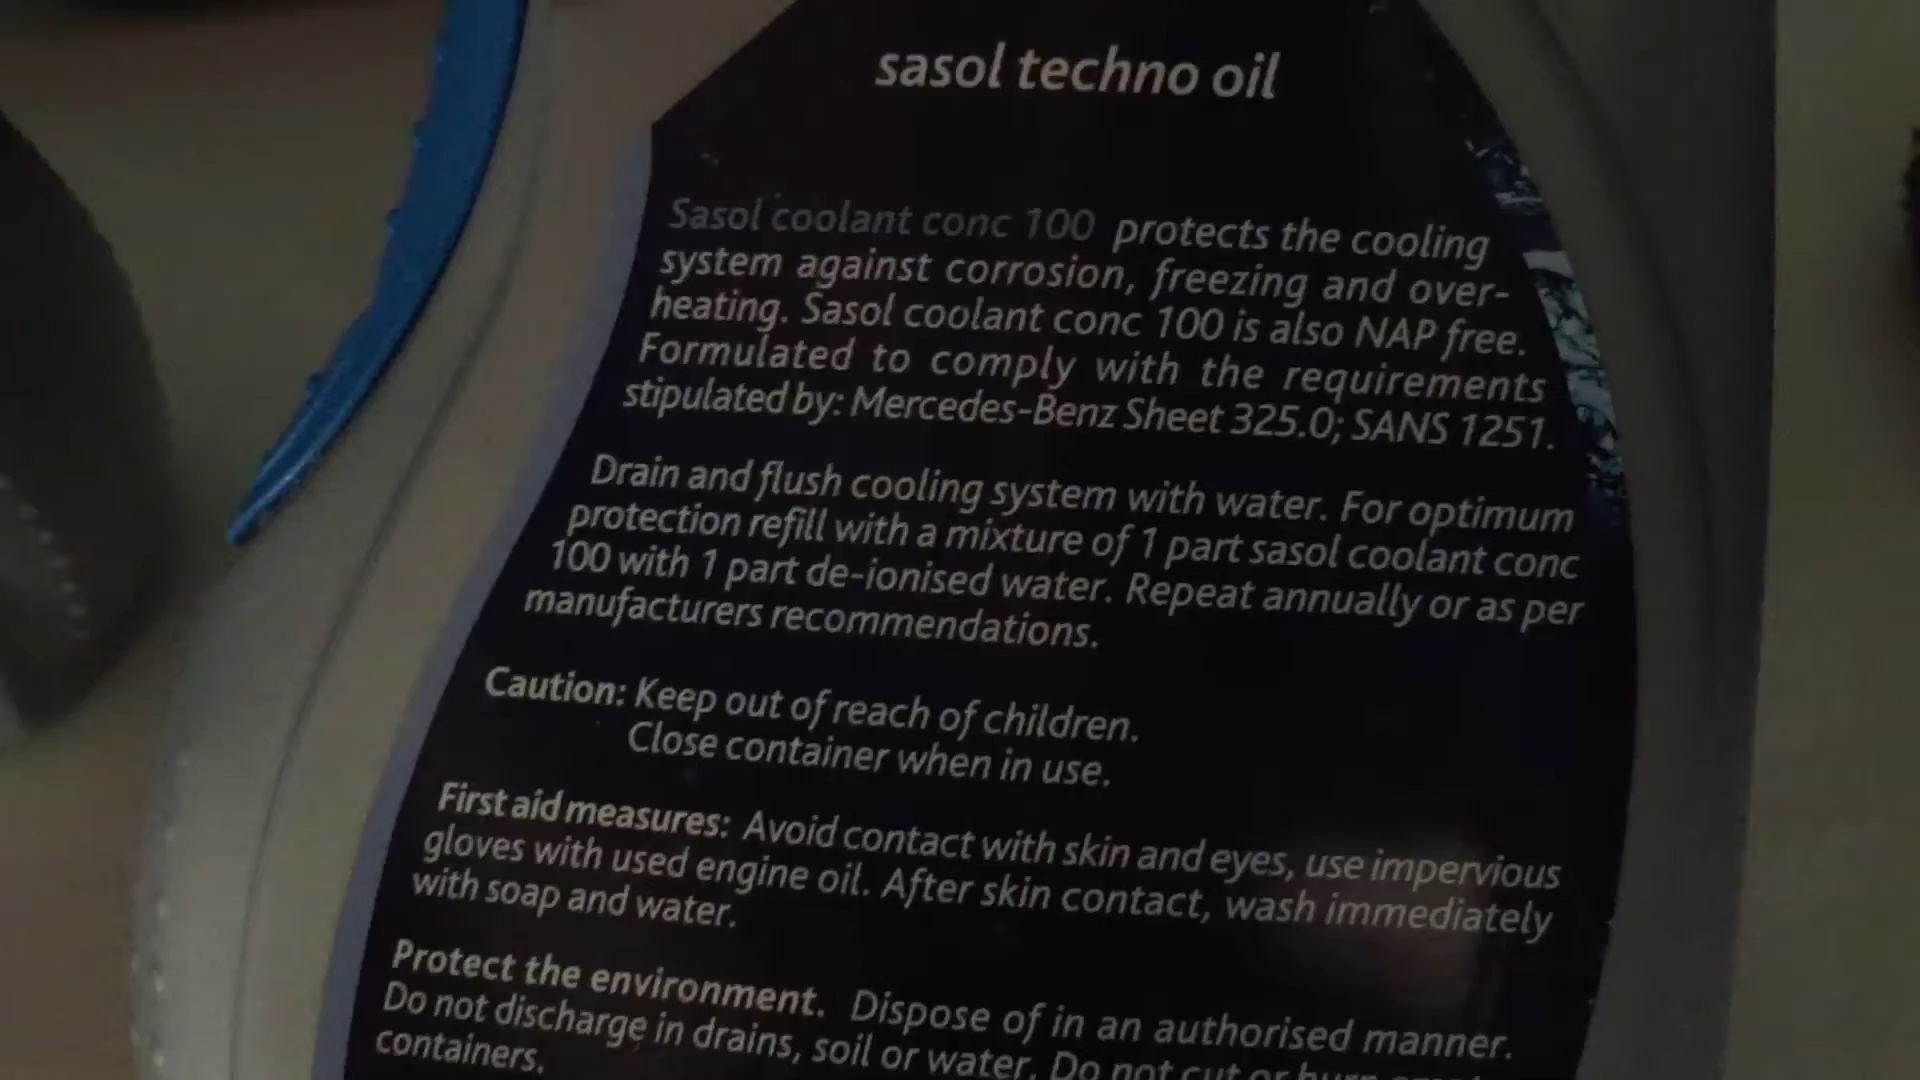 sasol techno oil
Sasol coolant conc 100 protects the cooling
system against corrosion, freezing and over-
heating. Sasol coolant conc 100 is also NAP free.
Formulated to comply with the requirements
stipulated by: Mercedes-Benz Sheet 325.0; SANS 1251.
Drain and flush cooling system with water. For optimum
protection refill with a mixture of 1 part sasol coolant conc
100 with 1 part de-ionised water. Repeat annually or as per
manufacturers recommendations.
Caution: Keep out of reach of children.
Close container when in use.
First aid measures: Avoid contact with skin and eyes, use impervious
gloves with used engine oil. After skin contact, wash immediately
with soap and water.
Protect the environment. Dispose of in an authorised manner.
Do not discharge in drains, soil or water. Do not cut or burn
containers.